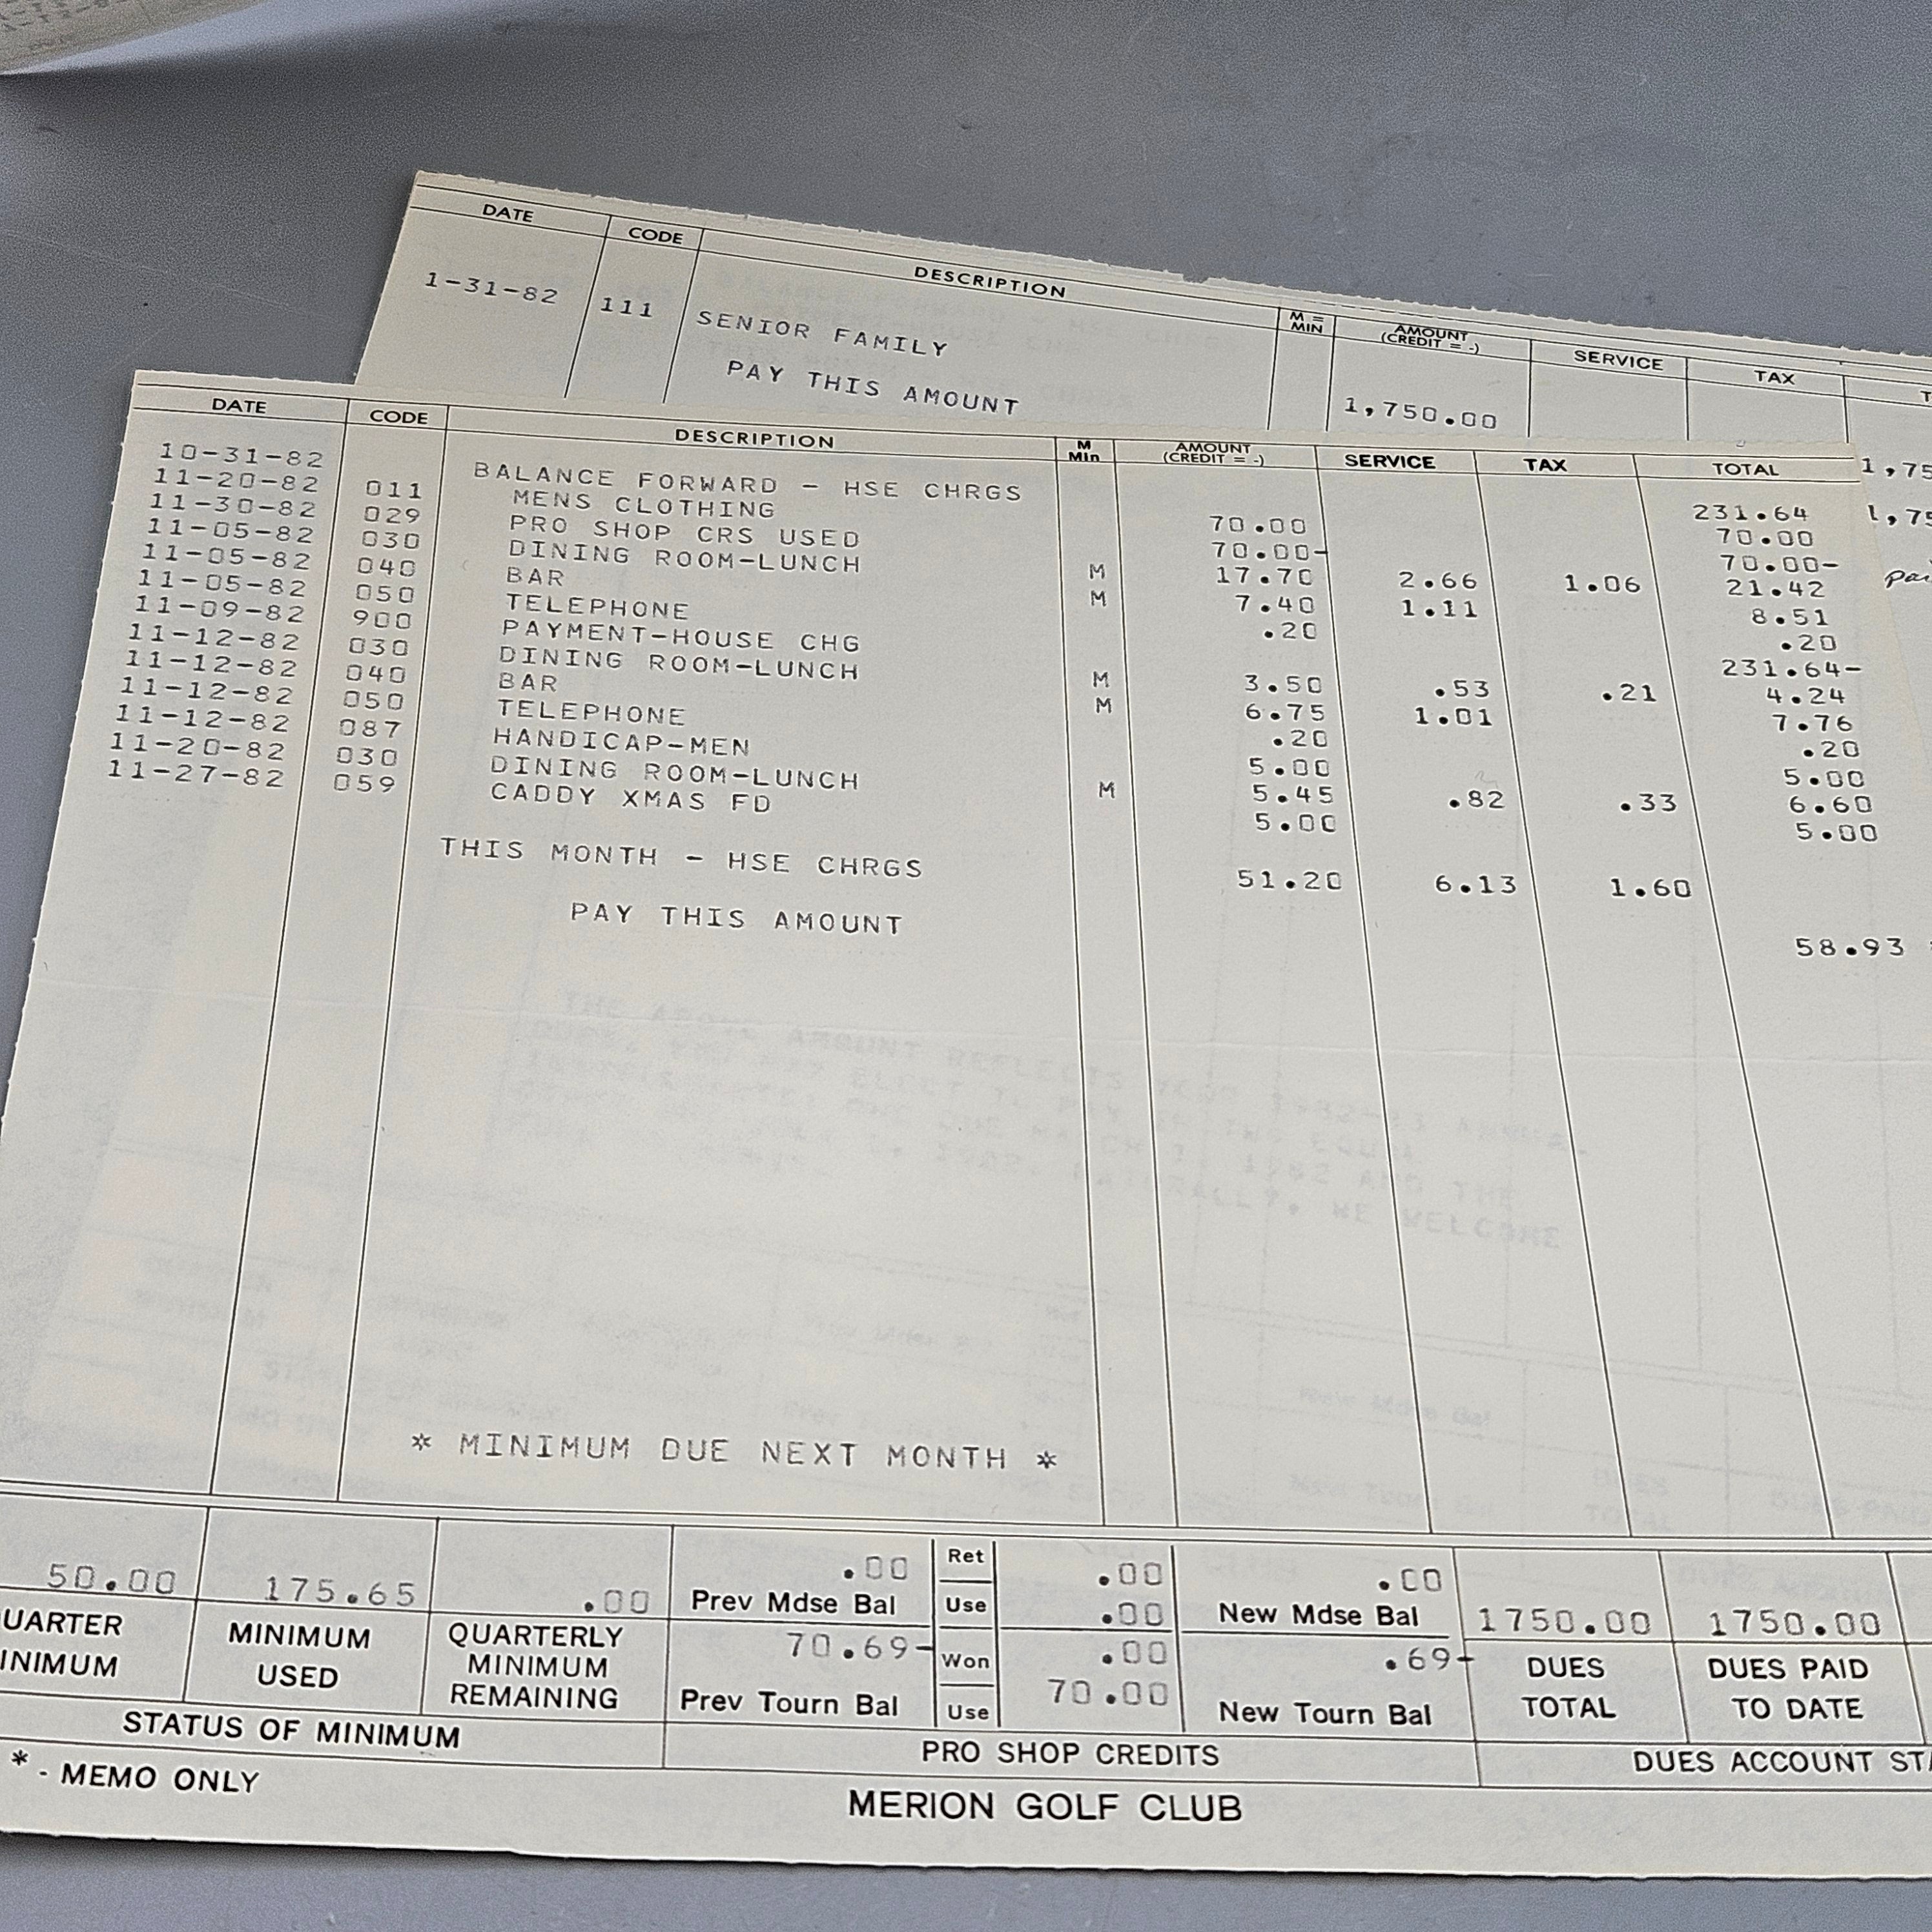 DATE CODE DESCRIPTION M = MIN AMOUNT (CREDIT = -) SERVICE TAX T
1-31-82 111 SENIOR FAMILY 1,750.00 1,75
PAY THIS AMOUNT 1,75
DATE CODE DESCRIPTION M Min AMOUNT (CREDIT = -) SERVICE TAX TOTAL
10-31-82 BALANCE FORWARD - HSE CHRGS 231.64
11-20-82 011 MENS CLOTHING 70.00 70.00
11-30-82 029 PRO SHOP CRS USED 70.00- 70.00-
11-05-82 030 DINING ROOM-LUNCH M 17.70 2.66 1.06 21.42
11-05-82 040 BAR M 7.40 1.11 8.51
11-05-82 050 TELEPHONE .20 .20
11-09-82 900 PAYMENT-HOUSE CHG 231.64-
11-12-82 030 DINING ROOM-LUNCH M 3.50 .53 .21 4.24
11-12-82 040 BAR M 6.75 1.01 7.76
11-12-82 050 TELEPHONE .20 .20
11-12-82 087 HANDICAP-MEN 5.00 5.00
11-20-82 030 DINING ROOM-LUNCH M 5.45 .82 .33 6.60
11-27-82 059 CADDY XMAS FD 5.00 5.00
THIS MONTH - HSE CHRGS 51.20 6.13 1.60
PAY THIS AMOUNT 58.93
* MINIMUM DUE NEXT MONTH *
50.00 175.65 .00 .00 Ret .00 .00 1750.00 1750.00
UARTER INIMUM MINIMUM USED QUARTERLY MINIMUM REMAINING Prev Mdse Bal Use .00 New Mdse Bal DUES TOTAL DUES PAID TO DATE
70.69- Won .00 .69-
Prev Tourn Bal Use 70.00 New Tourn Bal
STATUS OF MINIMUM PRO SHOP CREDITS DUES ACCOUNT STA
* - MEMO ONLY
MERION GOLF CLUB